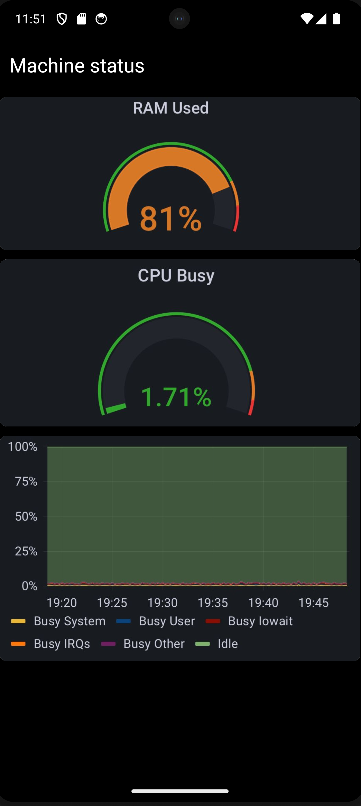 11:51
Machine status
RAM Used
81%
CPU Busy
1.71%
100%
75%
50%
25%
0%
19:20 19:25 19:30 19:35 19:40 19:45
Busy System Busy User Busy Iowait
Busy IRQs Busy Other Idle